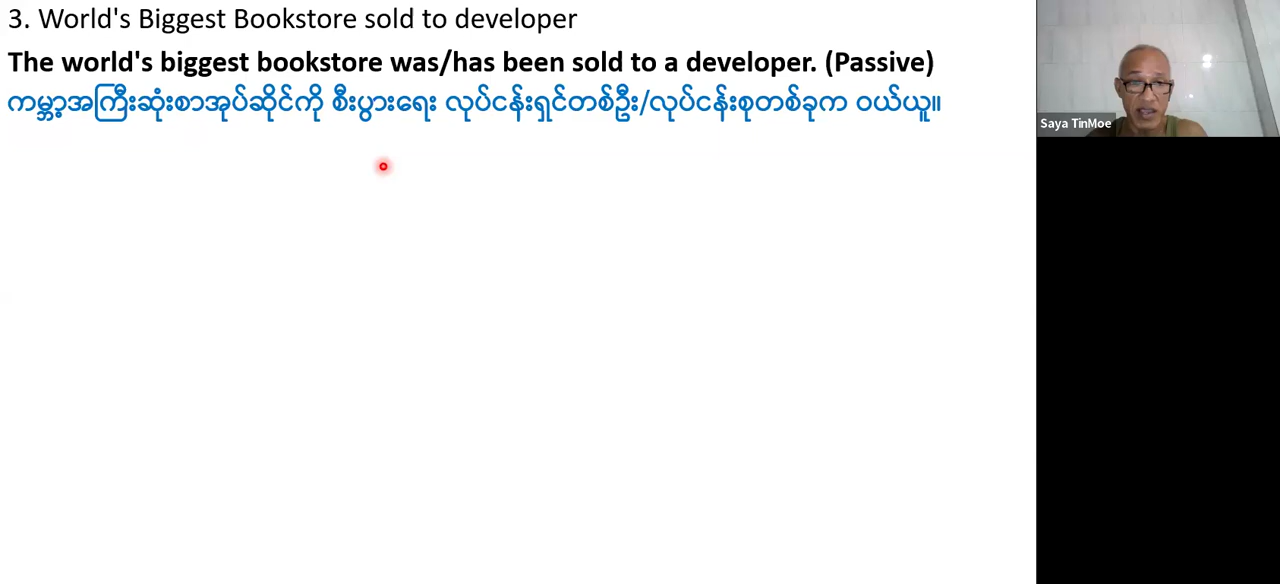 3. World's Biggest Bookstore sold to developer
The world's biggest bookstore was/has been sold to a developer. (Passive)
ကမ္ဘာ့အကြီးဆုံးစာအုပ်ဆိုင်ကို စီးပွားရေး လုပ်ငန်းရှင်တစ်ဦး/လုပ်ငန်းစုတစ်ခုက ဝယ်ယူ။
Saya TinMoe